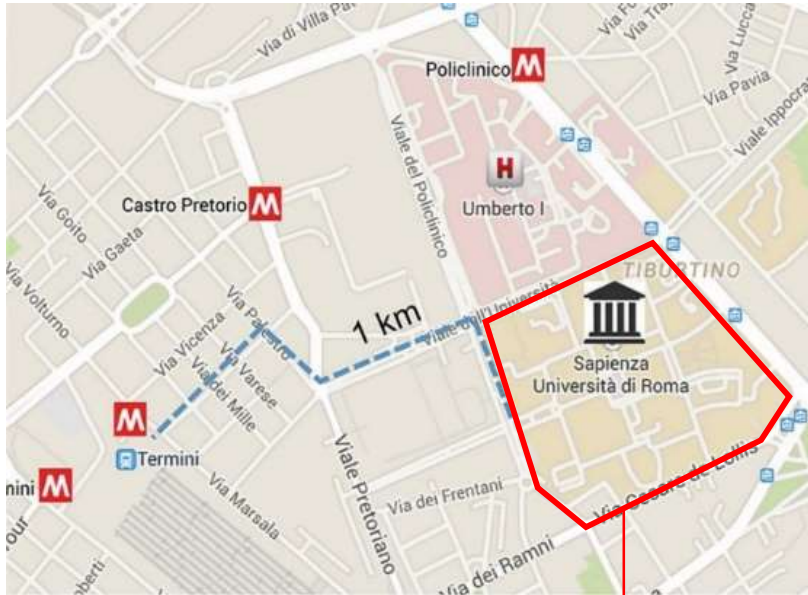 Via di Villa Pa
Via Lucca
Policlinico M
Via Pavia
Viale Ippocra
Viale del Policlinico
H
Umberto I
Castro Pretorio M
Via Goito
Via Gaeta
Via Volturno
TIBURTINO
Via Palestro
1 km
Viale dell'Università
Via Vicenza
Via Varese
Via dei Mille
Sapienza
Università di Roma
M
Termini
mini M
Via Marsala
Viale Pretoriano
Via dei Frentani
Via Cesare de Lollis
Via dei Ramni